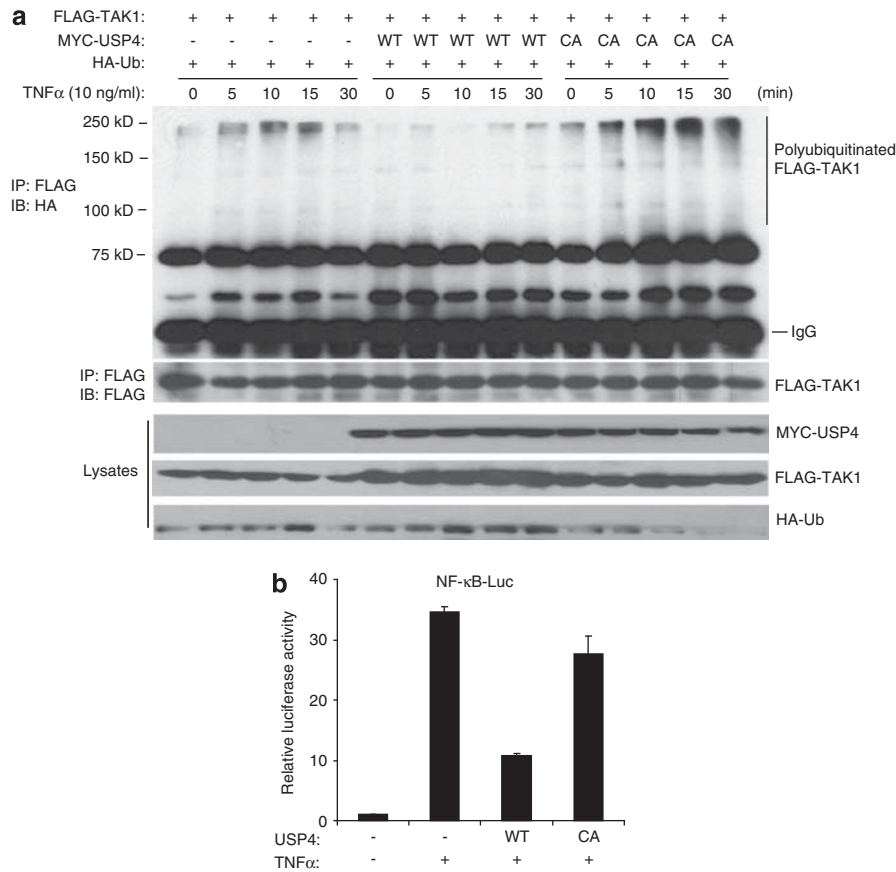 a
FLAG-TAK1: + + + + + + + + + + + + + + +
MYC-USP4: - - - - - WT WT WT WT WT CA CA CA CA CA
HA-Ub: + + + + + + + + + + + + + + +
TNFα (10 ng/ml): 0 5 10 15 30 0 5 10 15 30 0 5 10 15 30 (min)
250 kD
150 kD
100 kD
75 kD
IP: FLAG
IB: HA
Polyubiquitinated
FLAG-TAK1
IgG
IP: FLAG
IB: FLAG
FLAG-TAK1
Lysates
MYC-USP4
FLAG-TAK1
HA-Ub
b
NF-κB-Luc
Relative luciferase activity
40
30
20
10
0
USP4: - - WT CA
TNFα: - + + +